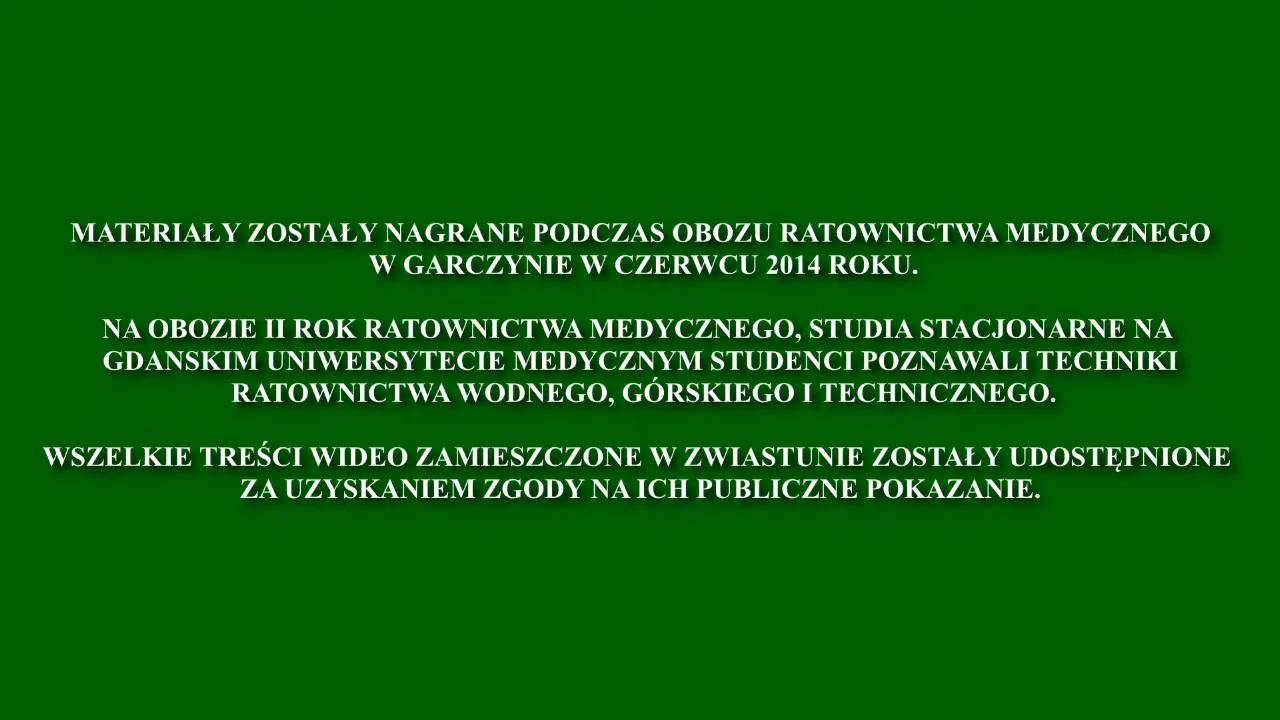 MATERIAŁY ZOSTAŁY NAGRANE PODCZAS OBOZU RATOWNICTWA MEDYCZNEGO
W GARCZYNIE W CZERWCU 2014 ROKU.
NA OBOZIE II ROK RATOWNICTWA MEDYCZNEGO, STUDIA STACJONARNE NA
GDANSKIM UNIWERSYTECIE MEDYCZNYM STUDENCI POZNAWALI TECHNIKI
RATOWNICTWA WODNEGO, GÓRSKIEGO I TECHNICZNEGO.
WSZELKIE TREŚCI WIDEO ZAMIESZCZONE W ZWIASTUNIE ZOSTAŁY UDOSTĘPNIONE
ZA UZYSKANIEM ZGODY NA ICH PUBLICZNE POKAZANIE.